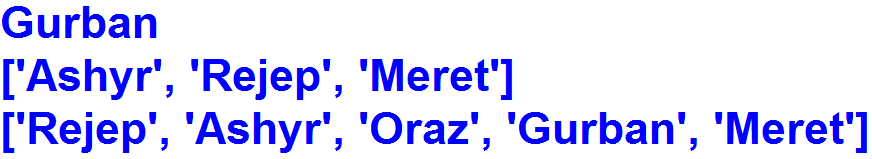 Gurban
['Ashyr', 'Rejep', 'Meret']
['Rejep', 'Ashyr', 'Oraz', 'Gurban', 'Meret']